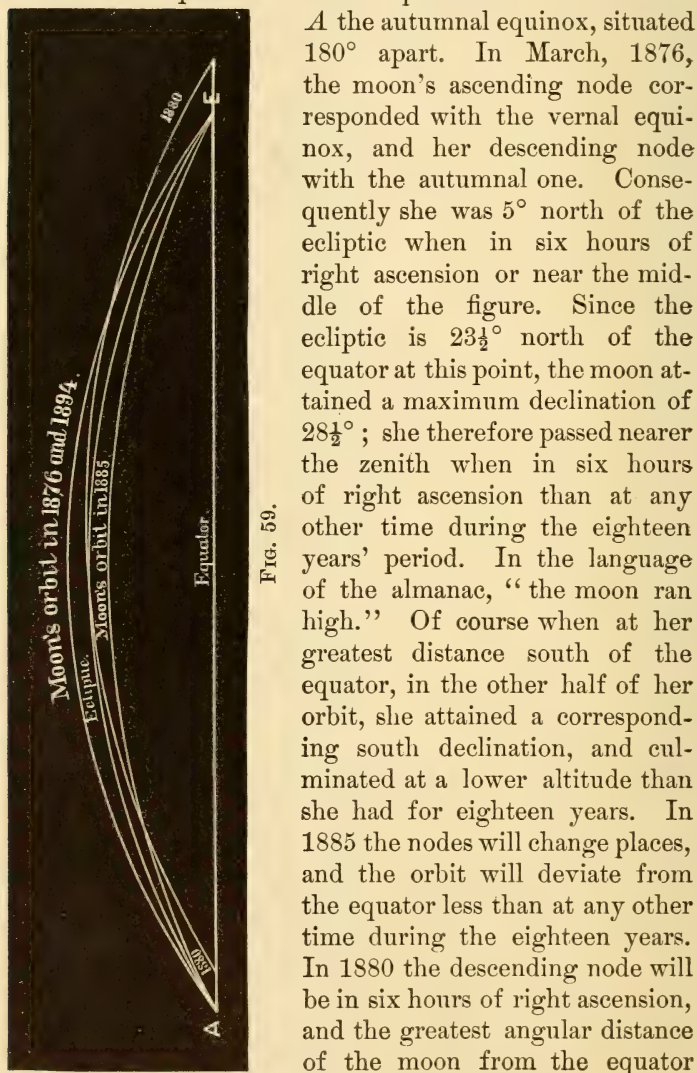 A the autumnal equinox, situated
180° apart. In March, 1876,
the moon's ascending node cor-
responded with the vernal equi-
nox, and her descending node
with the autumnal one. Conse-
quently she was 5° north of the
ecliptic when in six hours of
right ascension or near the mid-
dle of the figure. Since the
ecliptic is 23½° north of the
equator at this point, the moon at-
tained a maximum declination of
28½°; she therefore passed nearer
the zenith when in six hours
of right ascension than at any
other time during the eighteen
years' period. In the language
of the almanac, “the moon ran
high.” Of course when at her
greatest distance south of the
equator, in the other half of her
orbit, she attained a correspond-
ing south declination, and cul-
minated at a lower altitude than
she had for eighteen years. In
1885 the nodes will change places,
and the orbit will deviate from
the equator less than at any other
time during the eighteen years.
In 1880 the descending node will
be in six hours of right ascension,
and the greatest angular distance
of the moon from the equator
Moon's orbit in 1876 and 1894.
Ecliptic.
Moon's orbit in 1885
Equator
1880
E
1880
A
Fig. 59.